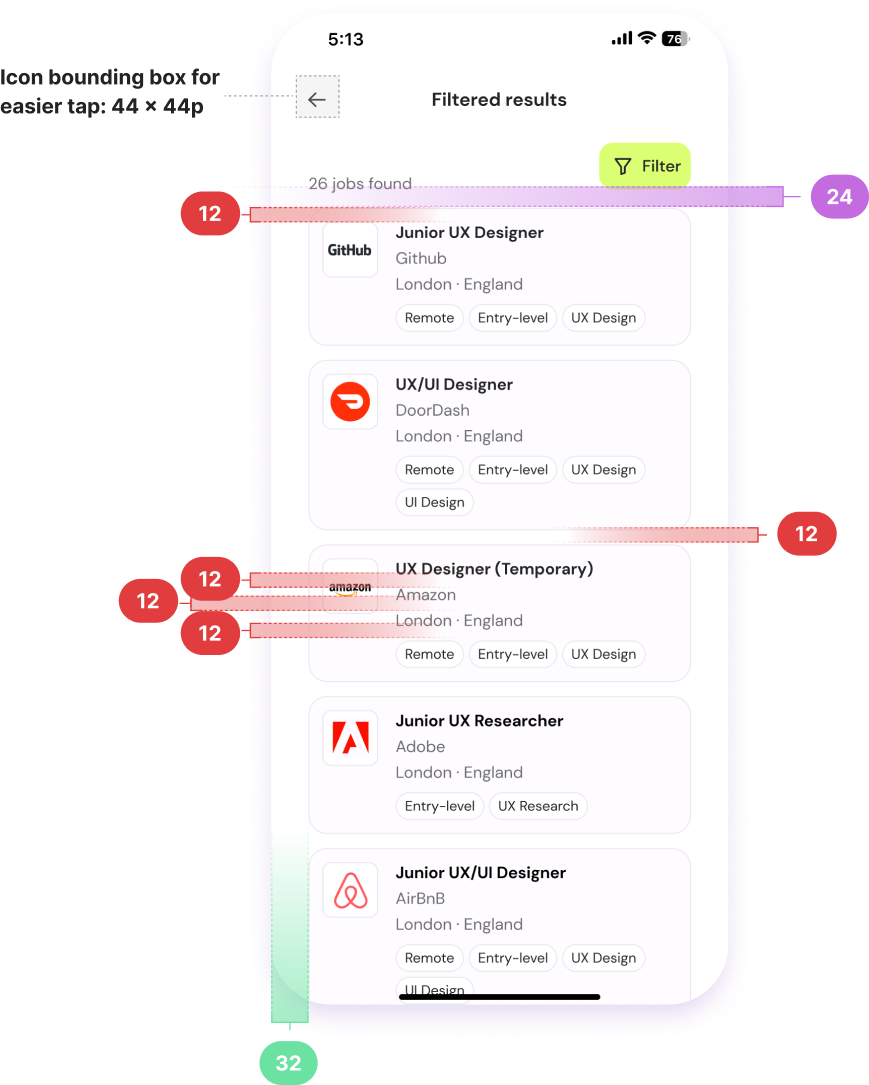 5:13
76
Icon bounding box for
easier tap: 44 × 44p
Filtered results
Filter
26 jobs found
24
12
GitHub
Junior UX Designer
Github
London · England
Remote Entry-level UX Design
UX/UI Designer
DoorDash
London · England
Remote Entry-level UX Design
UI Design
12
12
12
12
amazon
UX Designer (Temporary)
Amazon
London · England
Remote Entry-level UX Design
Junior UX Researcher
Adobe
London · England
Entry-level UX Research
Junior UX/UI Designer
AirBnB
London · England
Remote Entry-level UX Design
UI Design
32